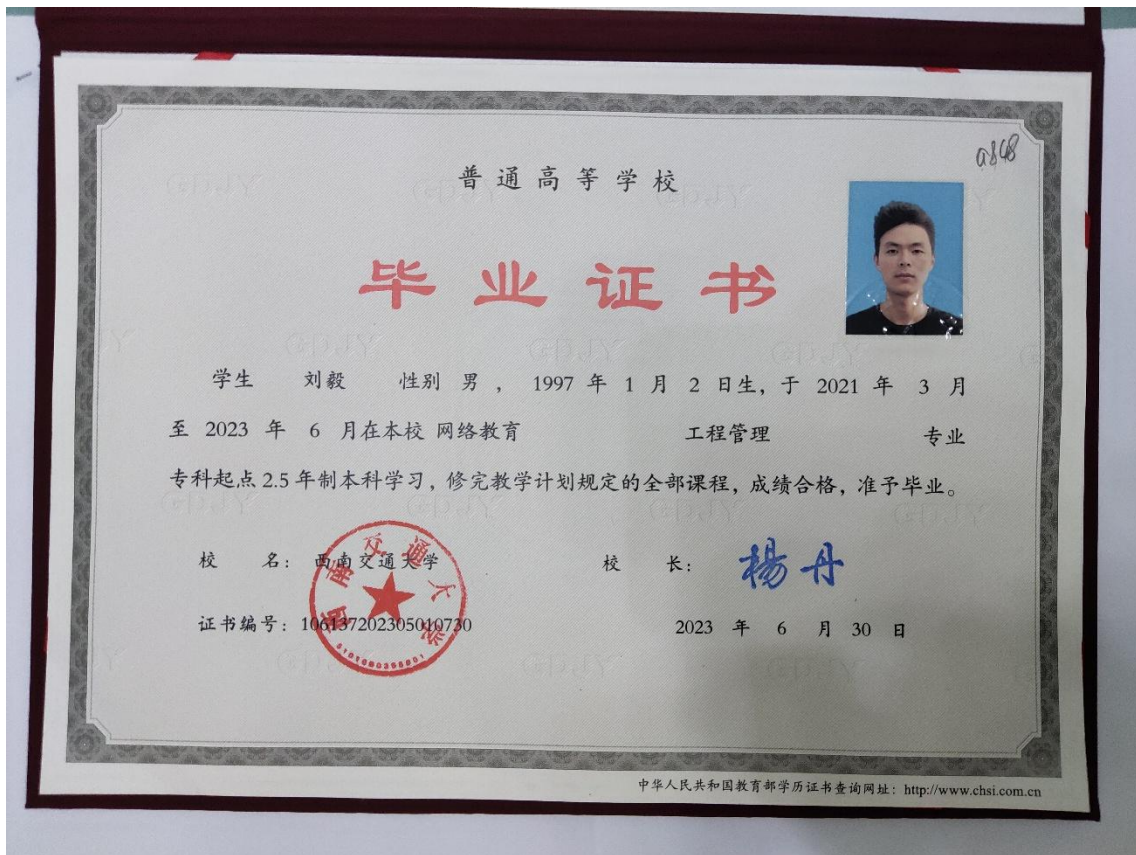 普通高等学校
毕业证书
学生 刘毅 性别 男 ， 1997 年 1 月 2 日生，于 2021 年 3 月
至 2023 年 6 月在本校 网络教育 工程管理 专业
专科起点 2.5 年制本科学习，修完教学计划规定的全部课程，成绩合格，准予毕业。
校 名： 西南交通大学
校 长： 楊丹
西南交通大学
证书编号：106137202305010730
2023 年 6 月 30 日
中华人民共和国教育部学历证书查询网址：http://www.chsi.com.cn